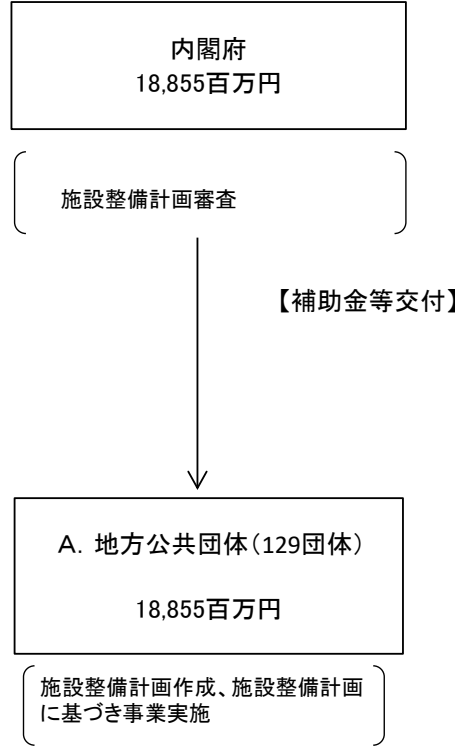 内閣府
18,855百万円
施設整備計画審査
【補助金等交付】
A. 地方公共団体（129団体）
18,855百万円
施設整備計画作成、施設整備計画
に基づき事業実施